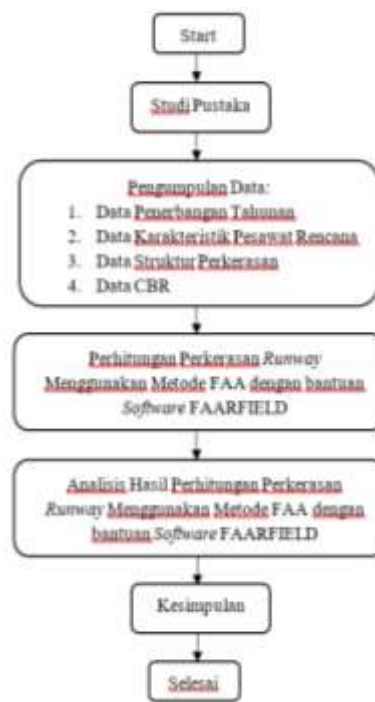 Start
Studi Pustaka
Pengumpulan Data:
1. Data Penerbangan Tahunan
2. Data Karakteristik Pesawat Rencana
3. Data Struktur Perkerasan
4. Data CBR
Perhitungan Perkerasan Runway
Menggunakan Metode FAA dengan bantuan
Software FAARFIELD
Analisis Hasil Perhitungan Perkerasan
Runway Menggunakan Metode FAA dengan
bantuan Software FAARFIELD
Kesimpulan
Selesai